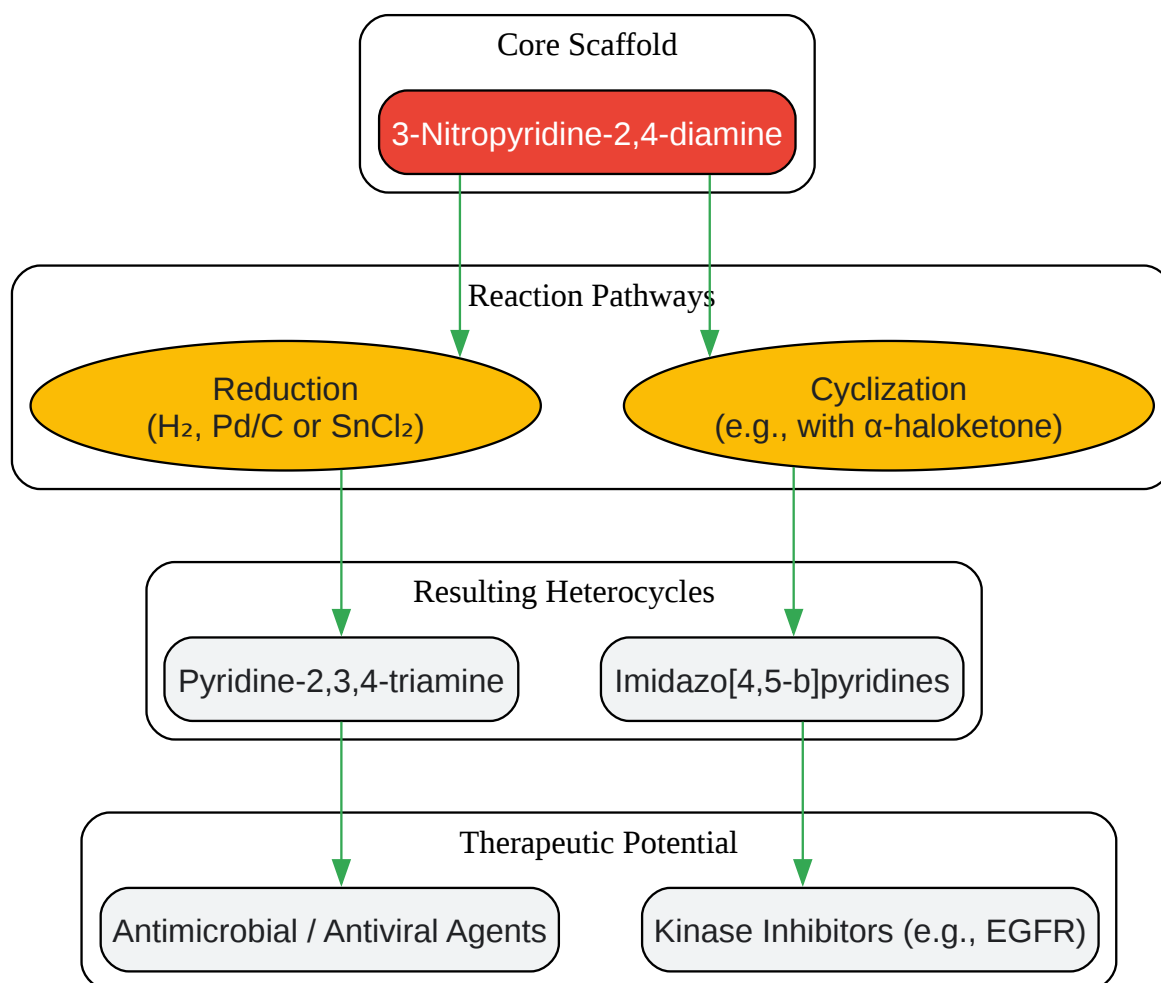 Core Scaffold
3-Nitropyridine-2,4-diamine
Reaction Pathways
Reduction
(H₂, Pd/C or SnCl₂)
Cyclization
(e.g., with α-haloketone)
Resulting Heterocycles
Pyridine-2,3,4-triamine
Imidazo[4,5-b]pyridines
Therapeutic Potential
Antimicrobial / Antiviral Agents
Kinase Inhibitors (e.g., EGFR)